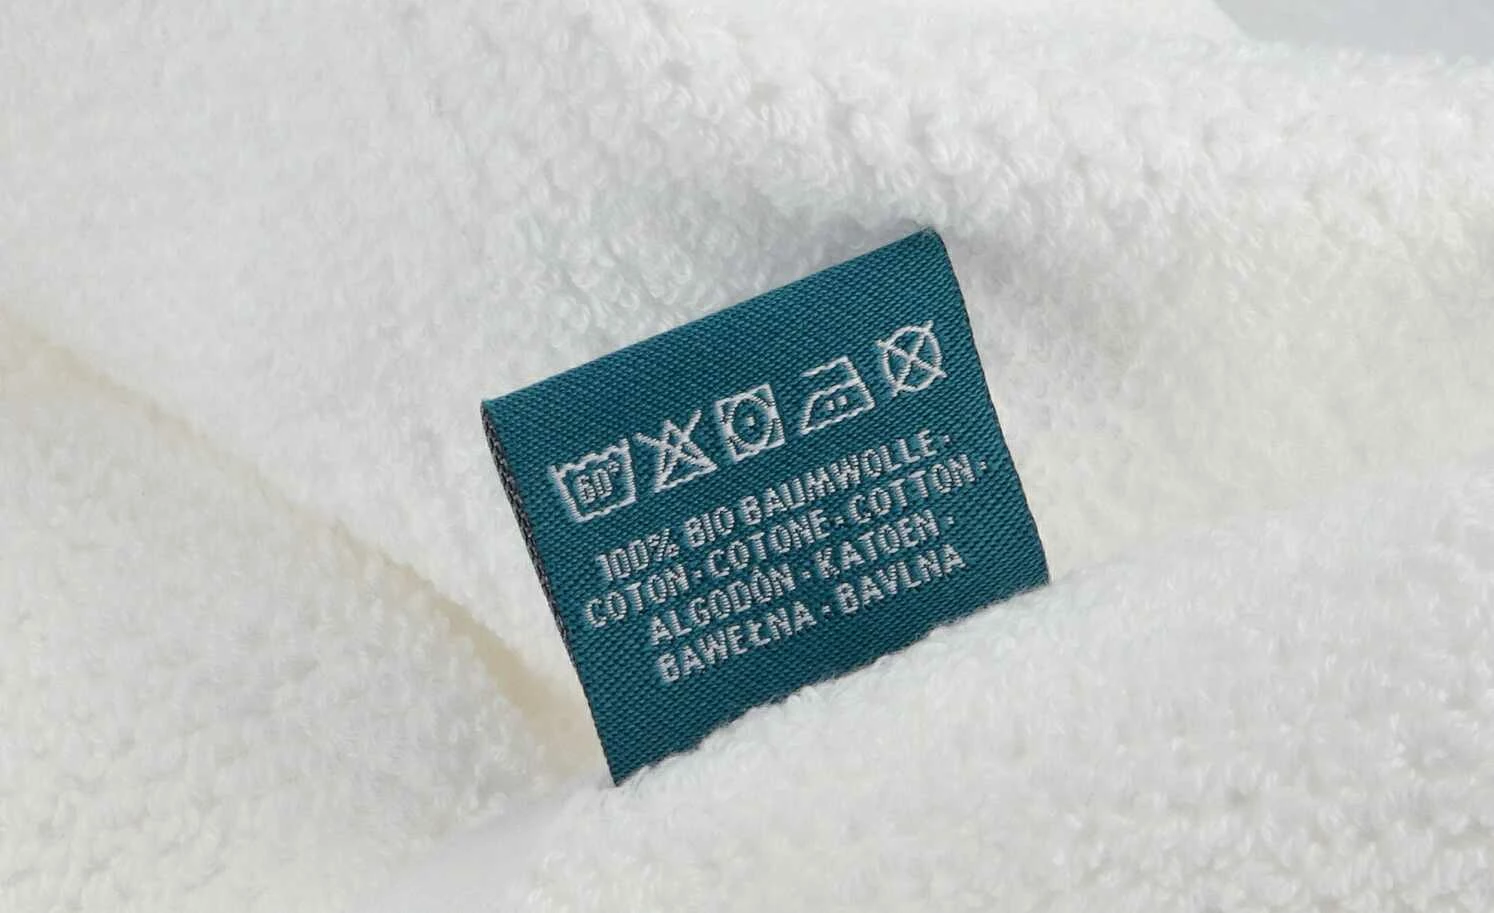 60°
100% BIO BAUMWOLLE ·
COTON · COTONE · COTTON ·
ALGODÓN · KATOEN ·
BAWEŁNA · BAVLNA